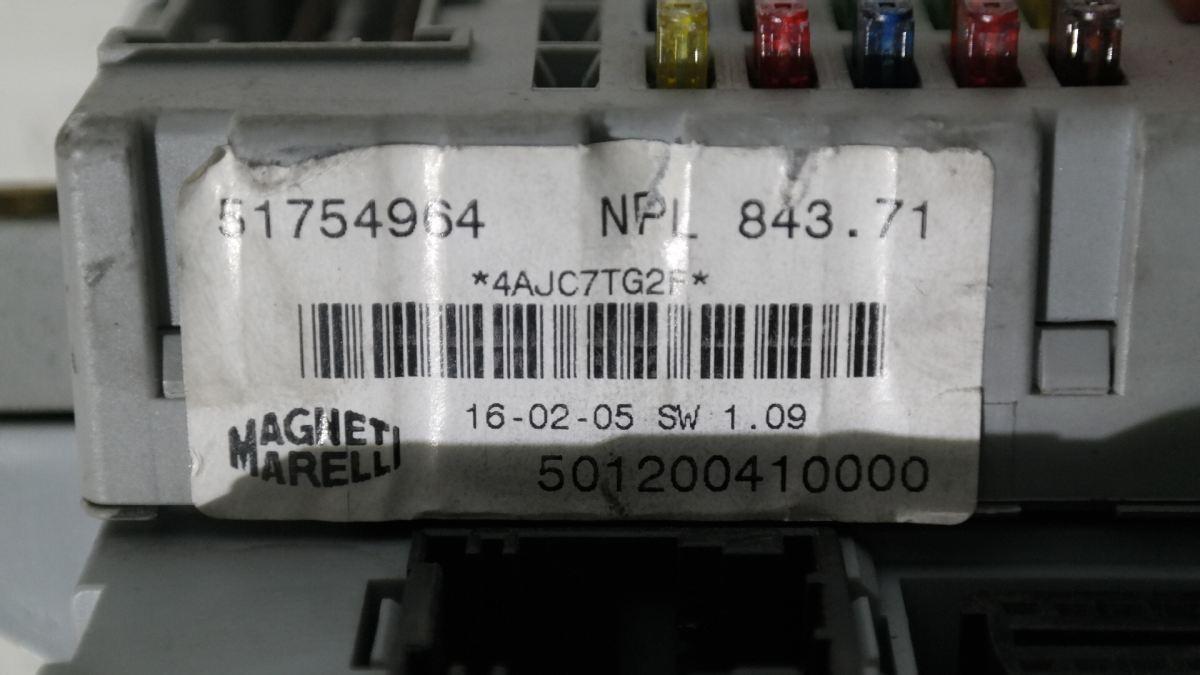 51754964 NPL 843.71
*4AJC7TG2F*
16-02-05 SW 1.09
MAGNETI
MARELLI
501200410000